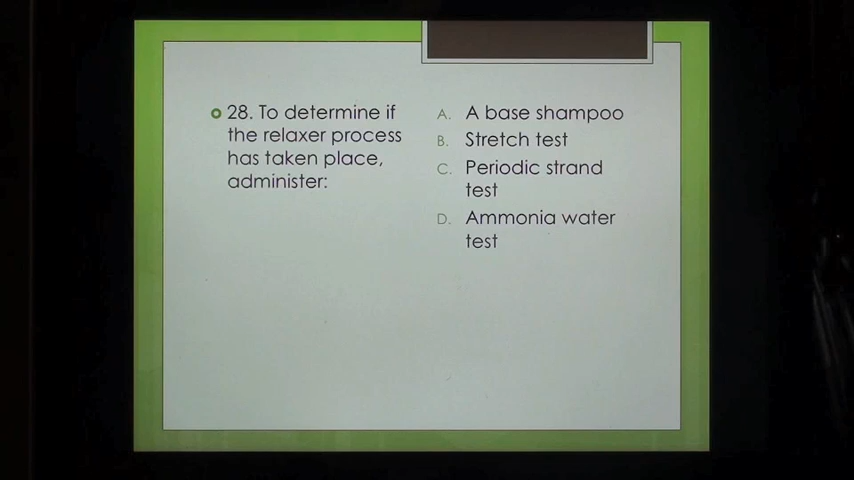 28. To determine if
the relaxer process
has taken place,
administer:
A. A base shampoo
B. Stretch test
C. Periodic strand
test
D. Ammonia water
test